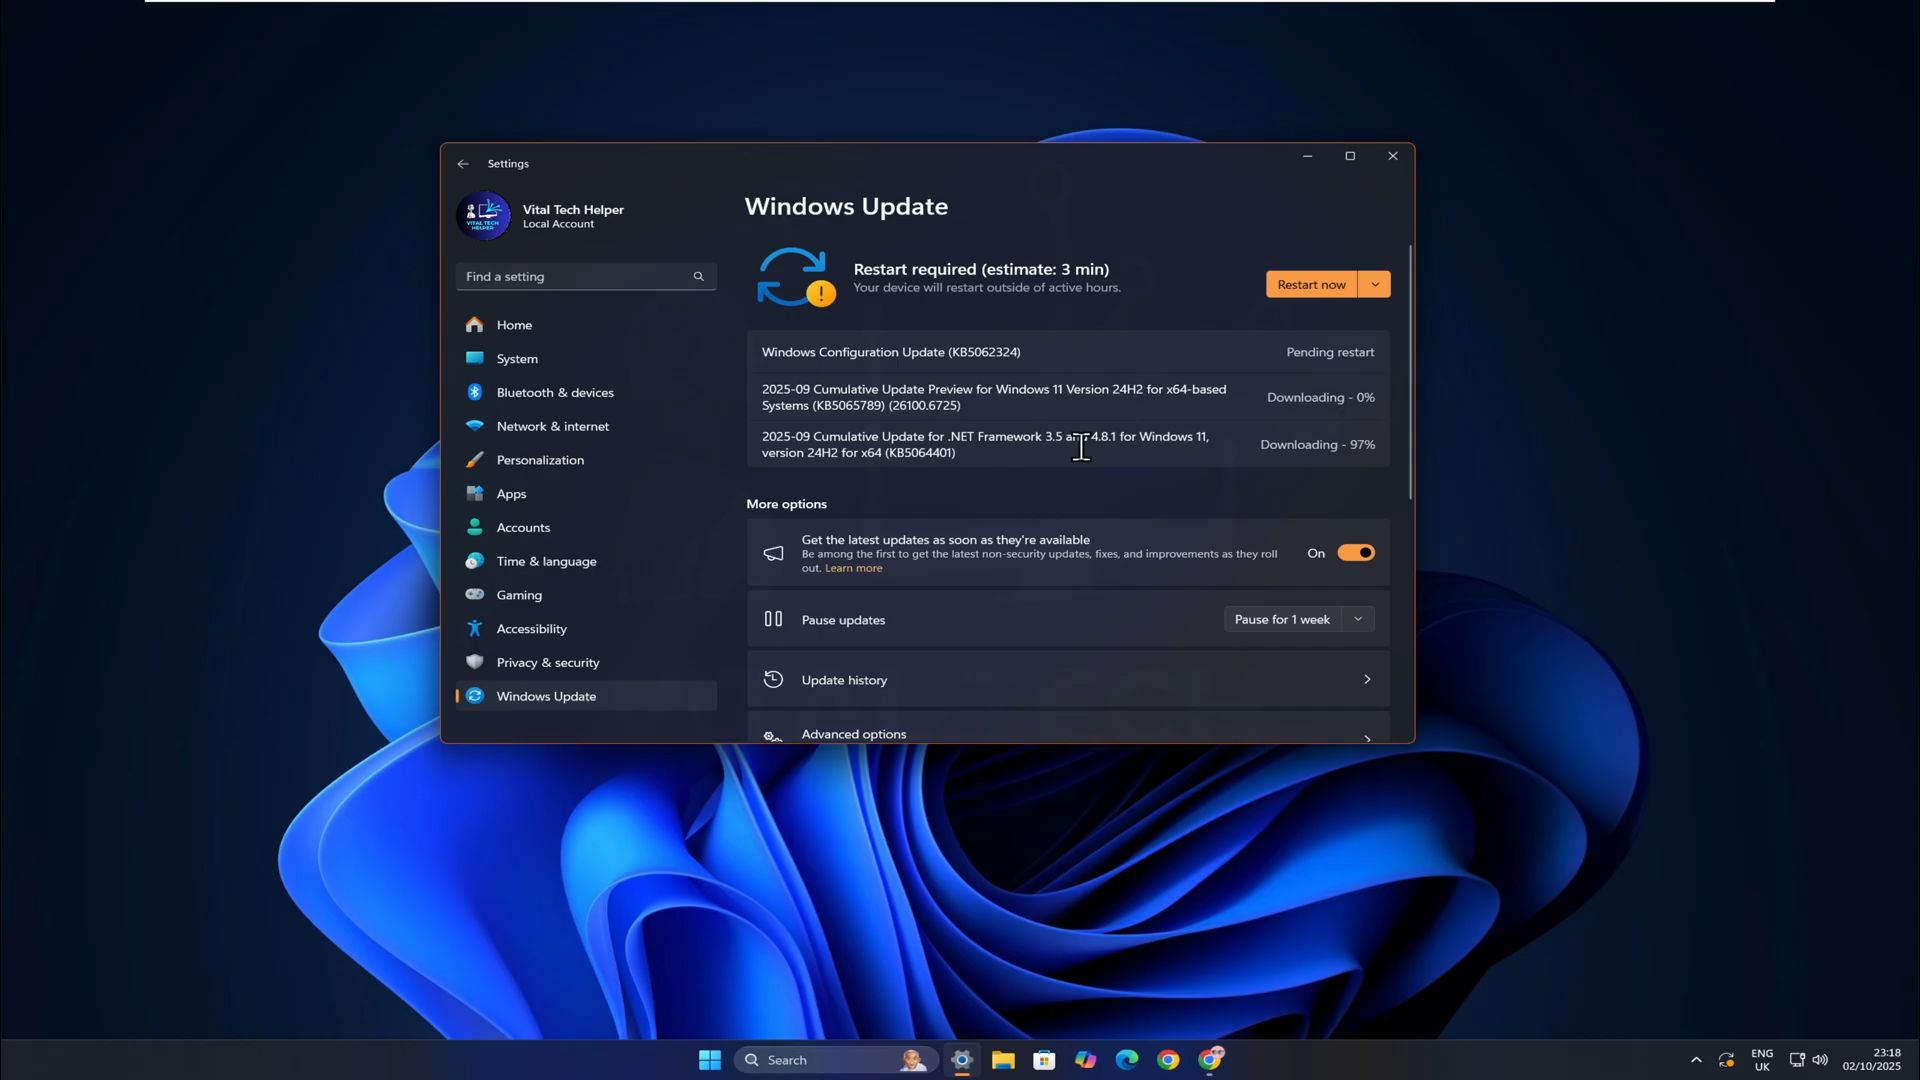 Settings
Vital Tech Helper
Local Account
VITAL TECH
HELPER
Find a setting
Home
System
Bluetooth & devices
Network & internet
Personalization
Apps
Accounts
Time & language
Gaming
Accessibility
Privacy & security
Windows Update
Windows Update
Restart required (estimate: 3 min)
Your device will restart outside of active hours.
Restart now
Windows Configuration Update (KB5062324)
Pending restart
2025-09 Cumulative Update Preview for Windows 11 Version 24H2 for x64-based
Systems (KB5065789) (26100.6725)
Downloading - 0%
2025-09 Cumulative Update for .NET Framework 3.5 and 4.8.1 for Windows 11,
version 24H2 for x64 (KB5064401)
Downloading - 97%
More options
Get the latest updates as soon as they're available
Be among the first to get the latest non-security updates, fixes, and improvements as they roll
out. Learn more
On
Pause updates
Pause for 1 week
Update history
Advanced options
Search
ENG
UK
23:18
02/10/2025